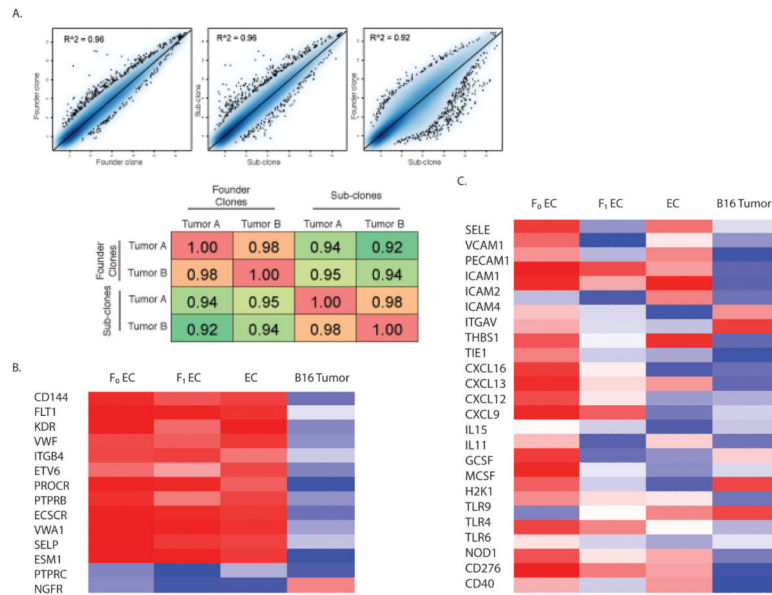 A.
R^2 = 0.96
R^2 = 0.96
R^2 = 0.92
Founder clone
Sub-clone
Founder clone
Founder clone
Sub-clone
Sub-clone
Founder Clones
Sub-clones
Tumor A Tumor B Tumor A Tumor B
Founder Clones
Tumor A 1.00 0.98 0.94 0.92
Tumor B 0.98 1.00 0.95 0.94
Sub-clones
Tumor A 0.94 0.95 1.00 0.98
Tumor B 0.92 0.94 0.98 1.00
B.
F₀ EC F₁ EC EC B16 Tumor
CD144
FLT1
KDR
VWF
ITGB4
ETV6
PROCR
PTPRB
ECSCR
VWA1
SELP
ESM1
PTPRC
NGFR
C.
F₀ EC F₁ EC EC B16 Tumor
SELE
VCAM1
PECAM1
ICAM1
ICAM2
ICAM4
ITGAV
THBS1
TIE1
CXCL16
CXCL13
CXCL12
CXCL9
IL15
IL11
GCSF
MCSF
H2K1
TLR9
TLR4
TLR6
NOD1
CD276
CD40